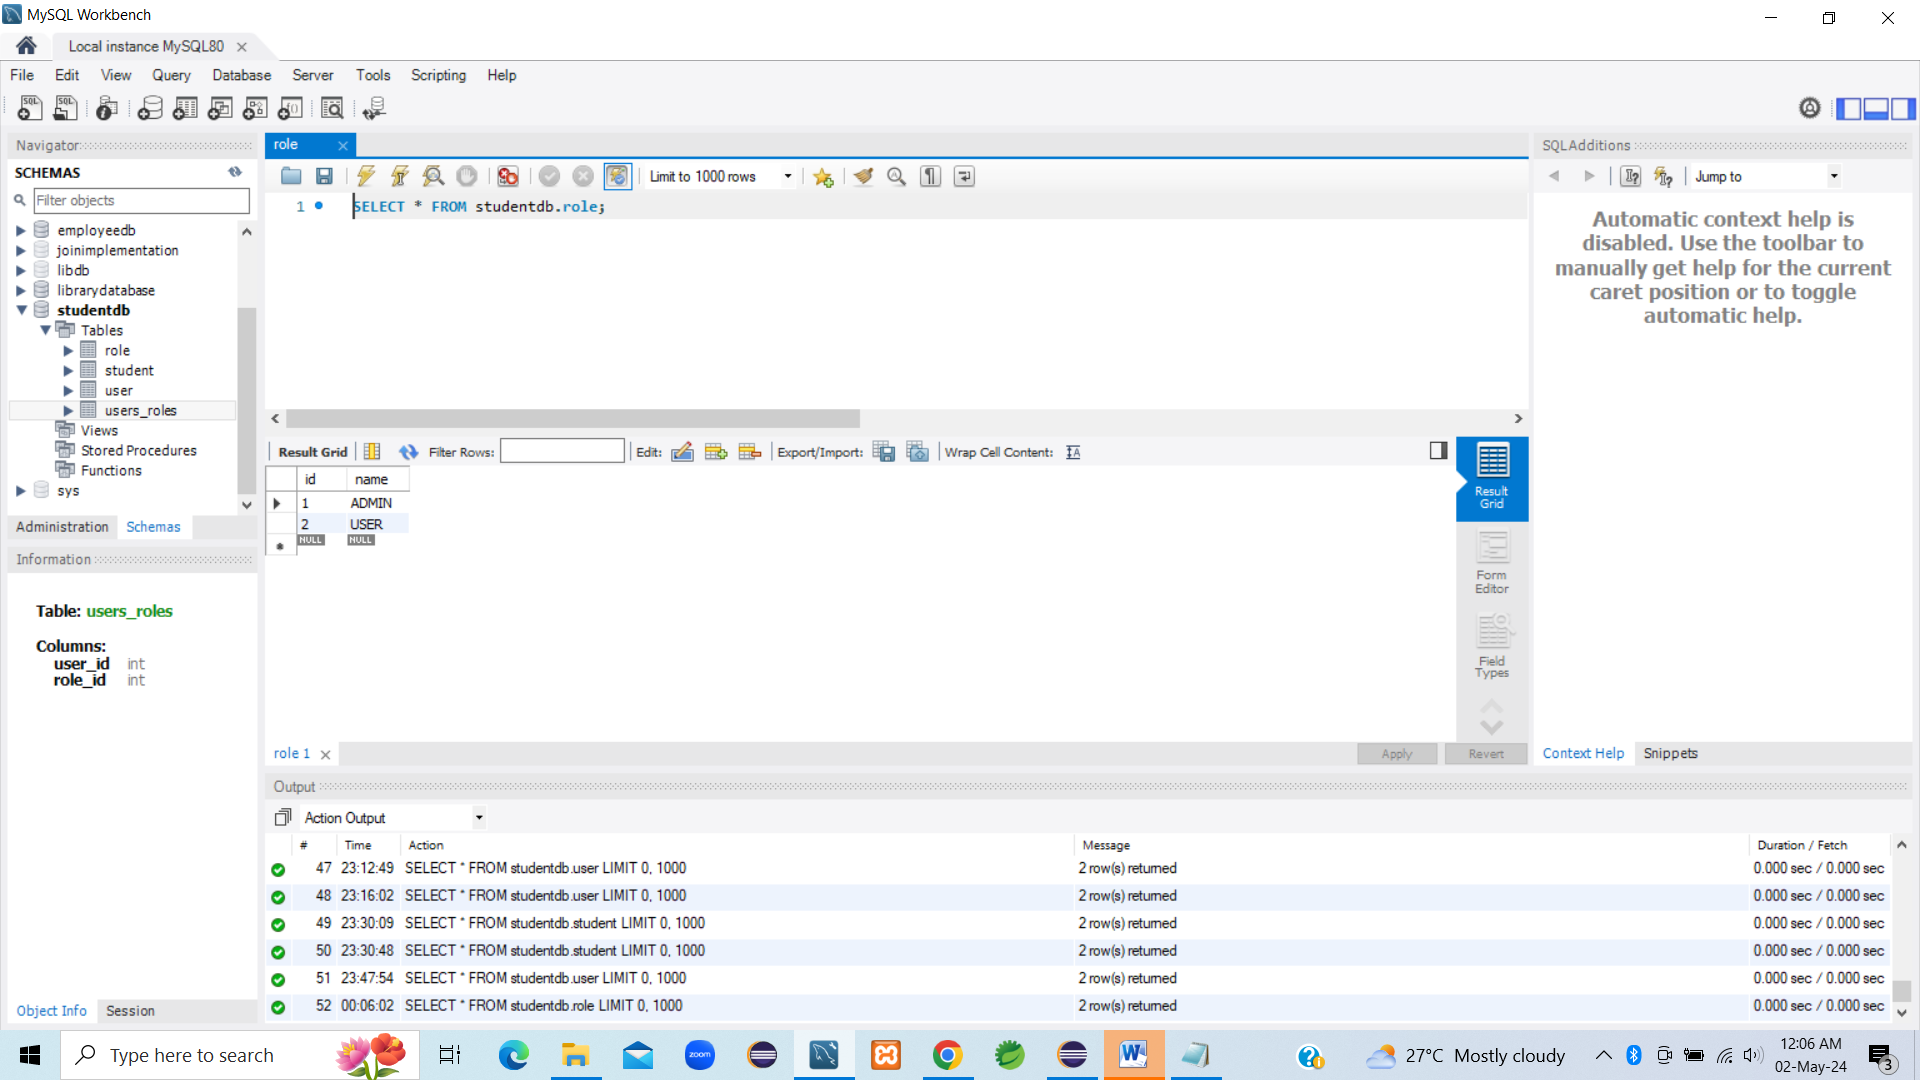 MySQL Workbench
Local instance MySQL80
File Edit View Query Database Server Tools Scripting Help
Navigator
SCHEMAS
Filter objects
employeedb
joinimplementation
libdb
librarydatabase
studentdb
Tables
role
student
user
users_roles
Views
Stored Procedures
Functions
sys
Administration Schemas
Information
Table: users_roles
Columns:
user_id int
role_id int
Object Info Session
role
Limit to 1000 rows
1 SELECT * FROM studentdb.role;
Result Grid Filter Rows: Edit: Export/Import: Wrap Cell Content:
id name
1 ADMIN
2 USER
NULL NULL
Result Grid
Form Editor
Field Types
role 1 Apply Revert
SQLAdditions
Jump to
Automatic context help is
disabled. Use the toolbar to
manually get help for the current
caret position or to toggle
automatic help.
Context Help Snippets
Output
Action Output
# Time Action Message Duration / Fetch
47 23:12:49 SELECT * FROM studentdb.user LIMIT 0, 1000 2 row(s) returned 0.000 sec / 0.000 sec
48 23:16:02 SELECT * FROM studentdb.user LIMIT 0, 1000 2 row(s) returned 0.000 sec / 0.000 sec
49 23:30:09 SELECT * FROM studentdb.student LIMIT 0, 1000 2 row(s) returned 0.000 sec / 0.000 sec
50 23:30:48 SELECT * FROM studentdb.student LIMIT 0, 1000 2 row(s) returned 0.000 sec / 0.000 sec
51 23:47:54 SELECT * FROM studentdb.user LIMIT 0, 1000 2 row(s) returned 0.000 sec / 0.000 sec
52 00:06:02 SELECT * FROM studentdb.role LIMIT 0, 1000 2 row(s) returned 0.000 sec / 0.000 sec
Type here to search
zoom
27°C Mostly cloudy
12:06 AM
02-May-24
3